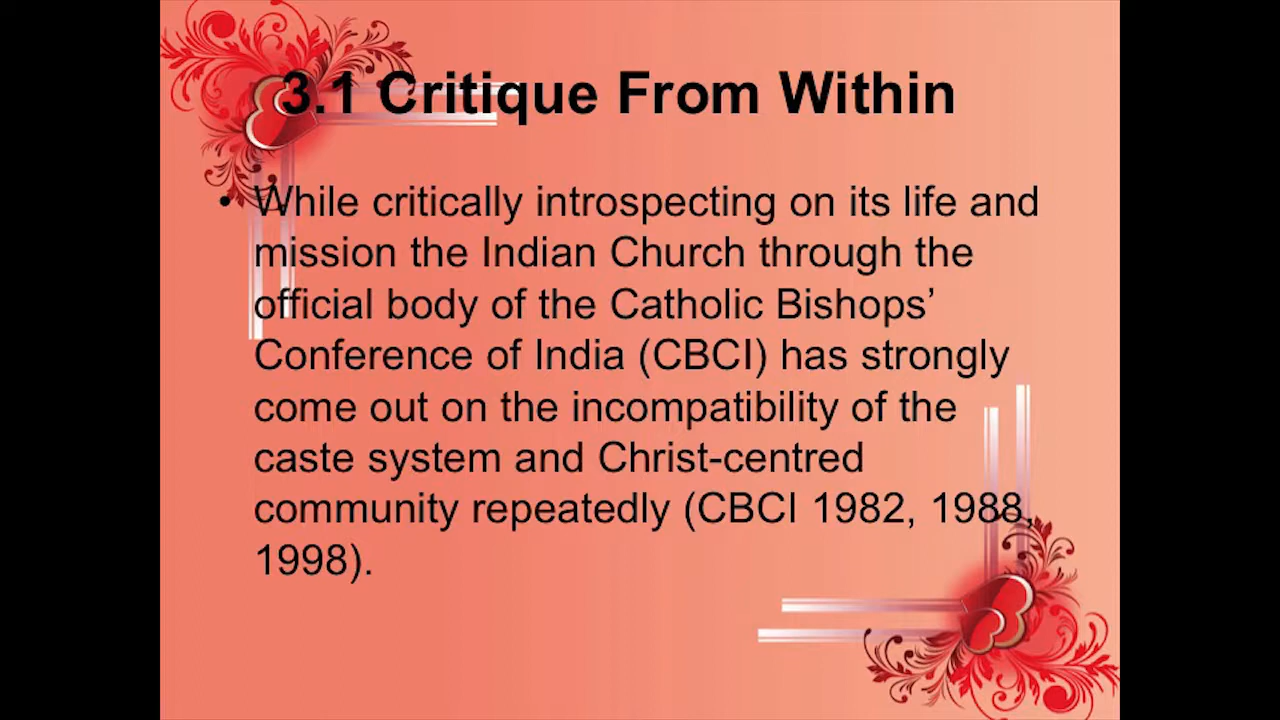 3.1 Critique From Within
• While critically introspecting on its life and
mission the Indian Church through the
official body of the Catholic Bishops’
Conference of India (CBCI) has strongly
come out on the incompatibility of the
caste system and Christ-centred
community repeatedly (CBCI 1982, 1988,
1998).